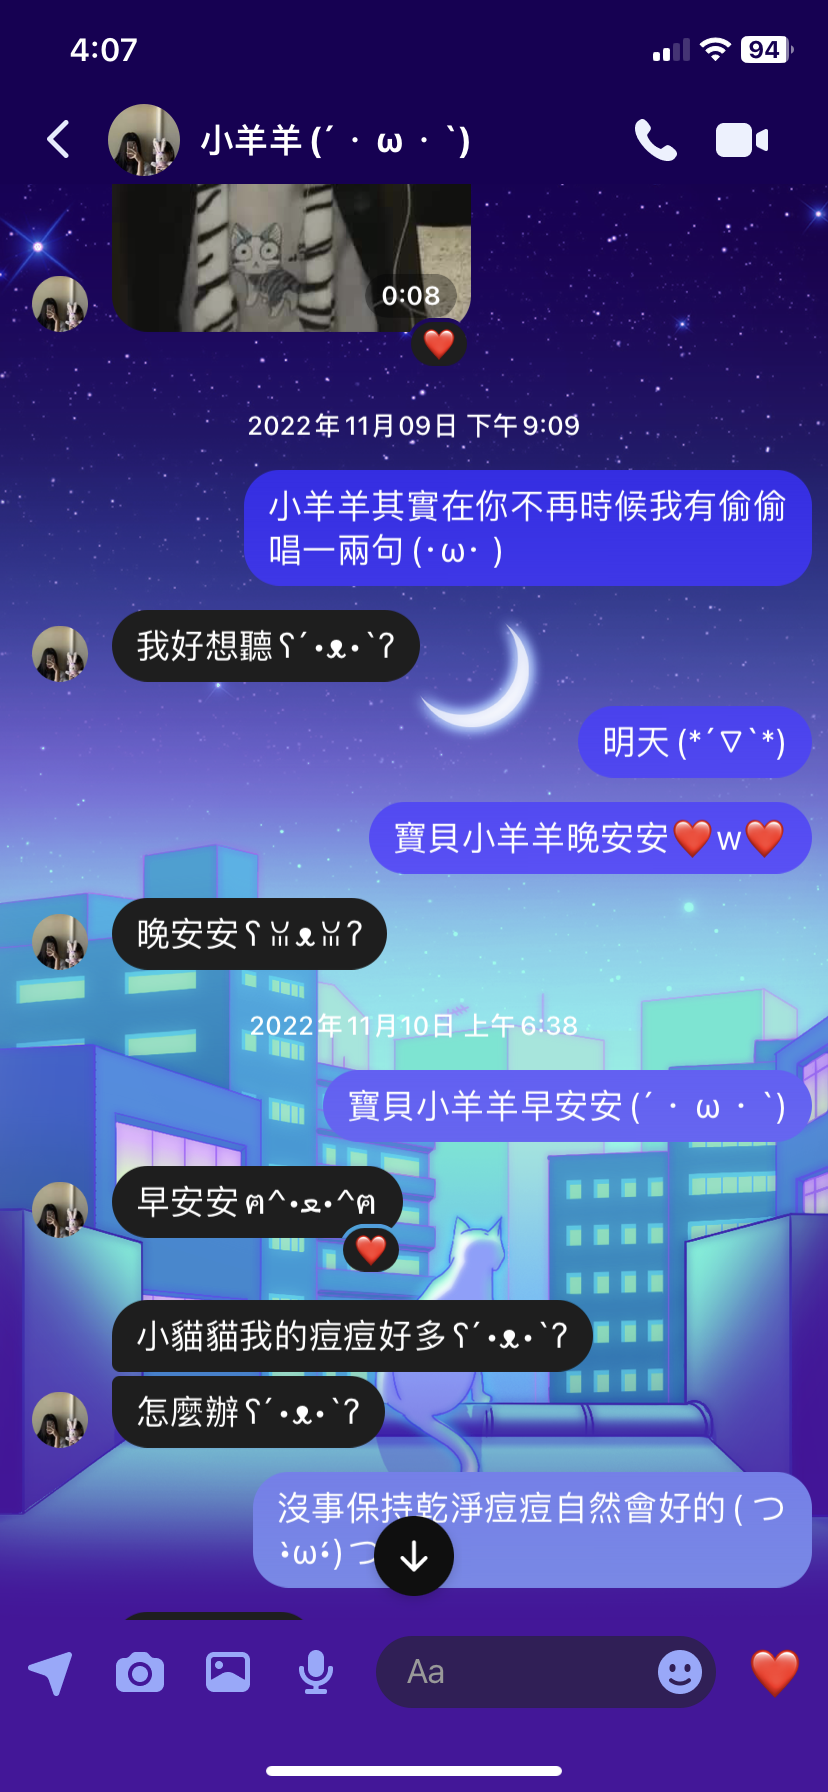 4:07
94
小羊羊 (´・ω・`)
0:08
2022年11月09日 下午9:09
小羊羊其實在你不再時候我有偷偷
唱一兩句 (･ω･ )
我好想聽ʕ´•ᴥ•`ʔ
明天 (*´▽`*)
寶貝小羊羊晚安安❤️w❤️
晚安安ʕ ꈍᴥꈍʔ
2022年11月10日 上午6:38
寶貝小羊羊早安安 (´・ω・`)
早安安ฅ^•ﻌ•^ฅ
小貓貓我的痘痘好多ʕ´•ᴥ•`ʔ
怎麼辦ʕ´•ᴥ•`ʔ
沒事保持乾淨痘痘自然會好的 ( つ
•̀ω•́)つ
Aa